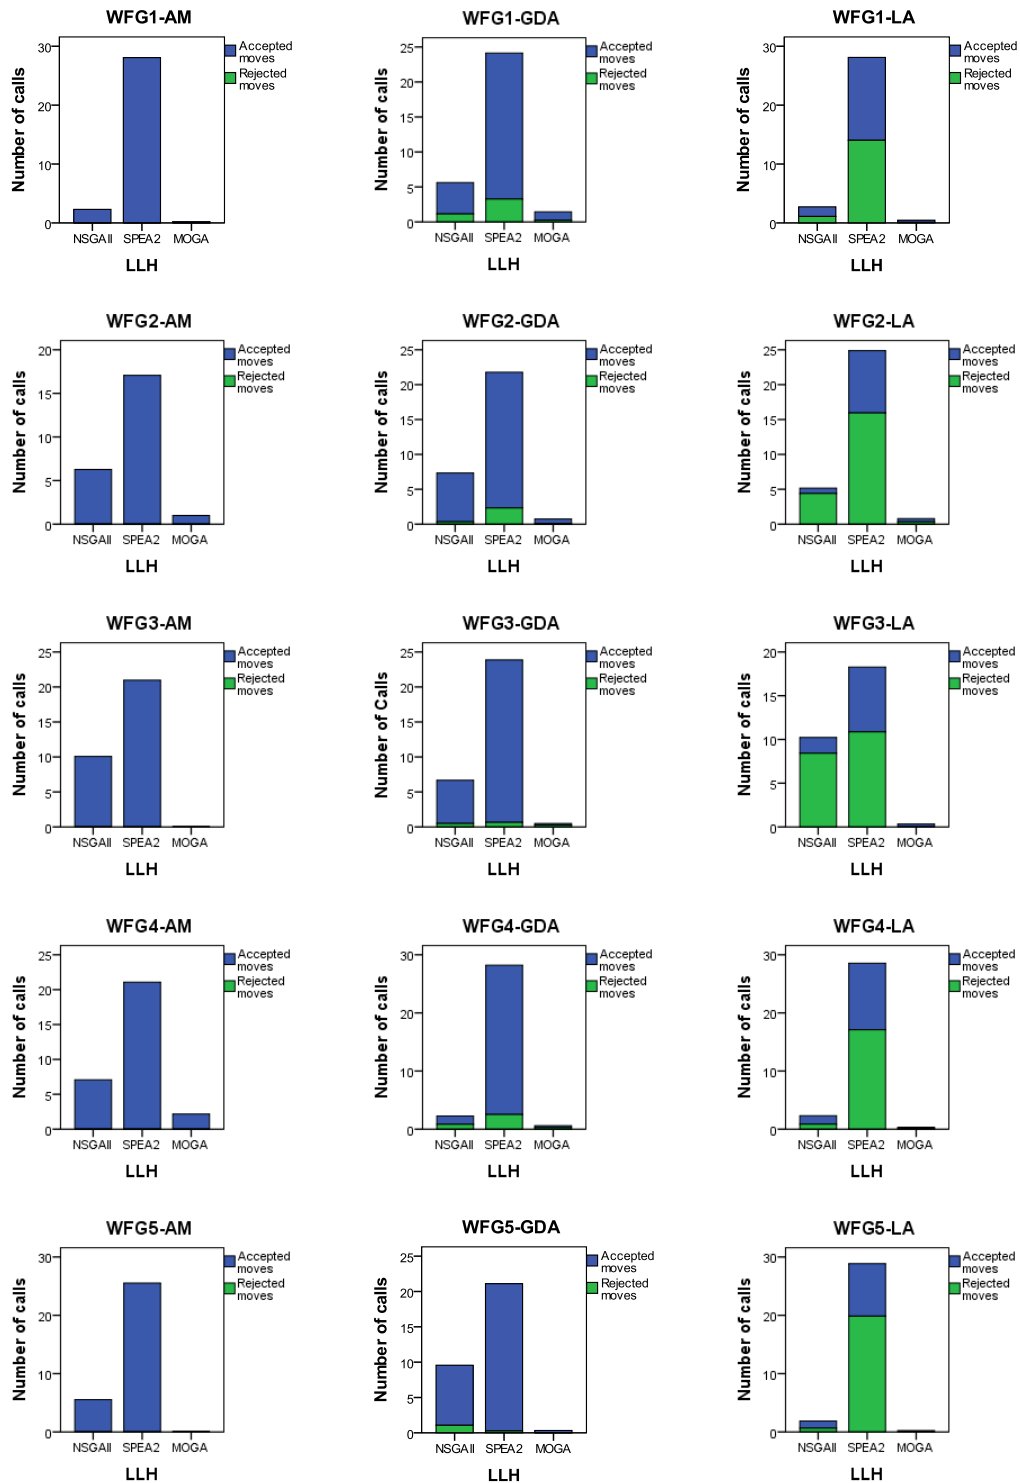 WFG1-AM
Number of calls
30
20
10
0
NSGAII SPEA2 MOGA
LLH
Accepted
moves
Rejected
moves
WFG1-GDA
Number of calls
25
20
15
10
5
0
NSGAII SPEA2 MOGA
LLH
Accepted
moves
Rejected
moves
WFG1-LA
Number of calls
30
20
10
0
NSGAII SPEA2 MOGA
LLH
Accepted
moves
Rejected
moves
WFG2-AM
Number of calls
20
15
10
5
0
NSGAII SPEA2 MOGA
LLH
Accepted
moves
Rejected
moves
WFG2-GDA
Number of calls
25
20
15
10
5
0
NSGAII SPEA2 MOGA
LLH
Accepted
moves
Rejected
moves
WFG2-LA
Number of calls
25
20
15
10
5
0
NSGAII SPEA2 MOGA
LLH
Accepted
moves
Rejected
moves
WFG3-AM
Number of calls
25
20
15
10
5
0
NSGAII SPEA2 MOGA
LLH
Accepted
moves
Rejected
moves
WFG3-GDA
Number of Calls
25
20
15
10
5
0
NSGAII SPEA2 MOGA
LLH
Accepted
moves
Rejected
moves
WFG3-LA
Number of calls
20
15
10
5
0
NSGAII SPEA2 MOGA
LLH
Accepted
moves
Rejected
moves
WFG4-AM
Number of calls
25
20
15
10
5
0
NSGAII SPEA2 MOGA
LLH
Accepted
moves
Rejected
moves
WFG4-GDA
Number of calls
30
20
10
0
NSGAII SPEA2 MOGA
LLH
Accepted
moves
Rejected
moves
WFG4-LA
Number of calls
30
20
10
0
NSGAII SPEA2 MOGA
LLH
Accepted
moves
Rejected
moves
WFG5-AM
Number of calls
30
20
10
0
NSGAII SPEA2 MOGA
LLH
Accepted
moves
Rejected
moves
WFG5-GDA
Number of calls
25
20
15
10
5
0
NSGAII SPEA2 MOGA
LLH
Accepted
moves
Rejected
moves
WFG5-LA
Number of calls
30
20
10
0
NSGAII SPEA2 MOGA
LLH
Accepted
moves
Rejected
moves